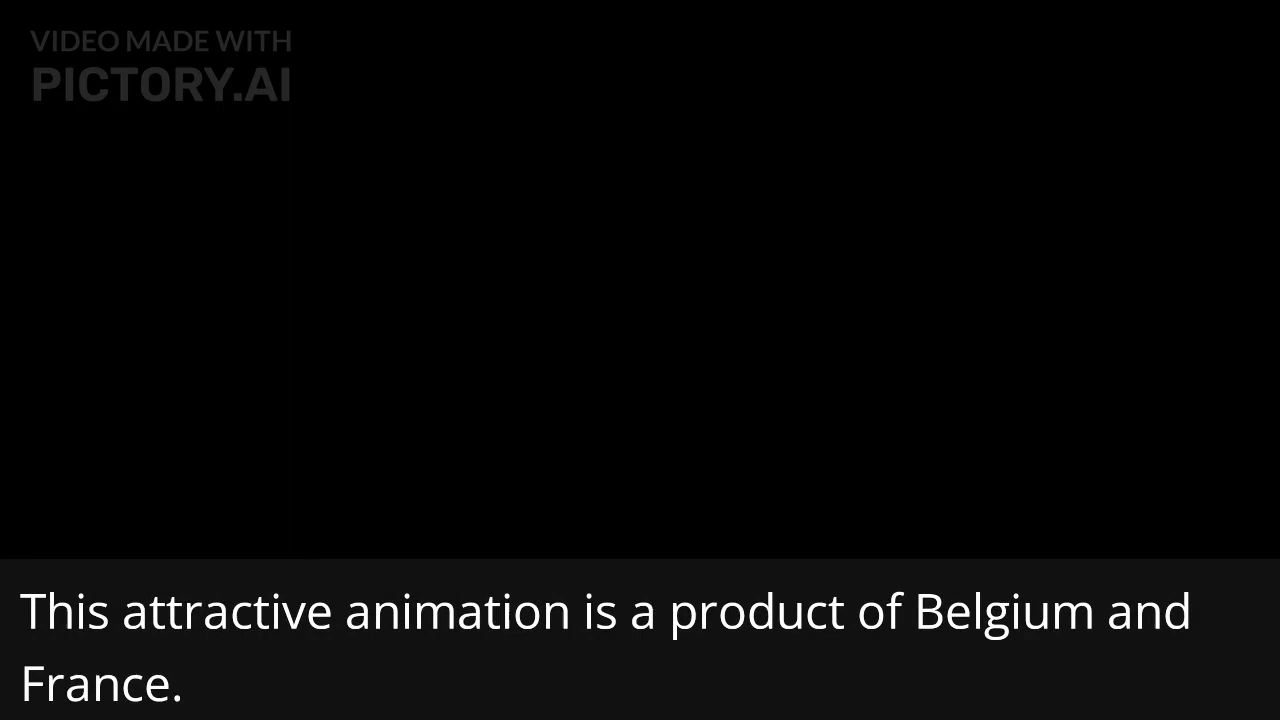 VIDEO MADE WITH
PICTORY.AI
This attractive animation is a product of Belgium and
France.